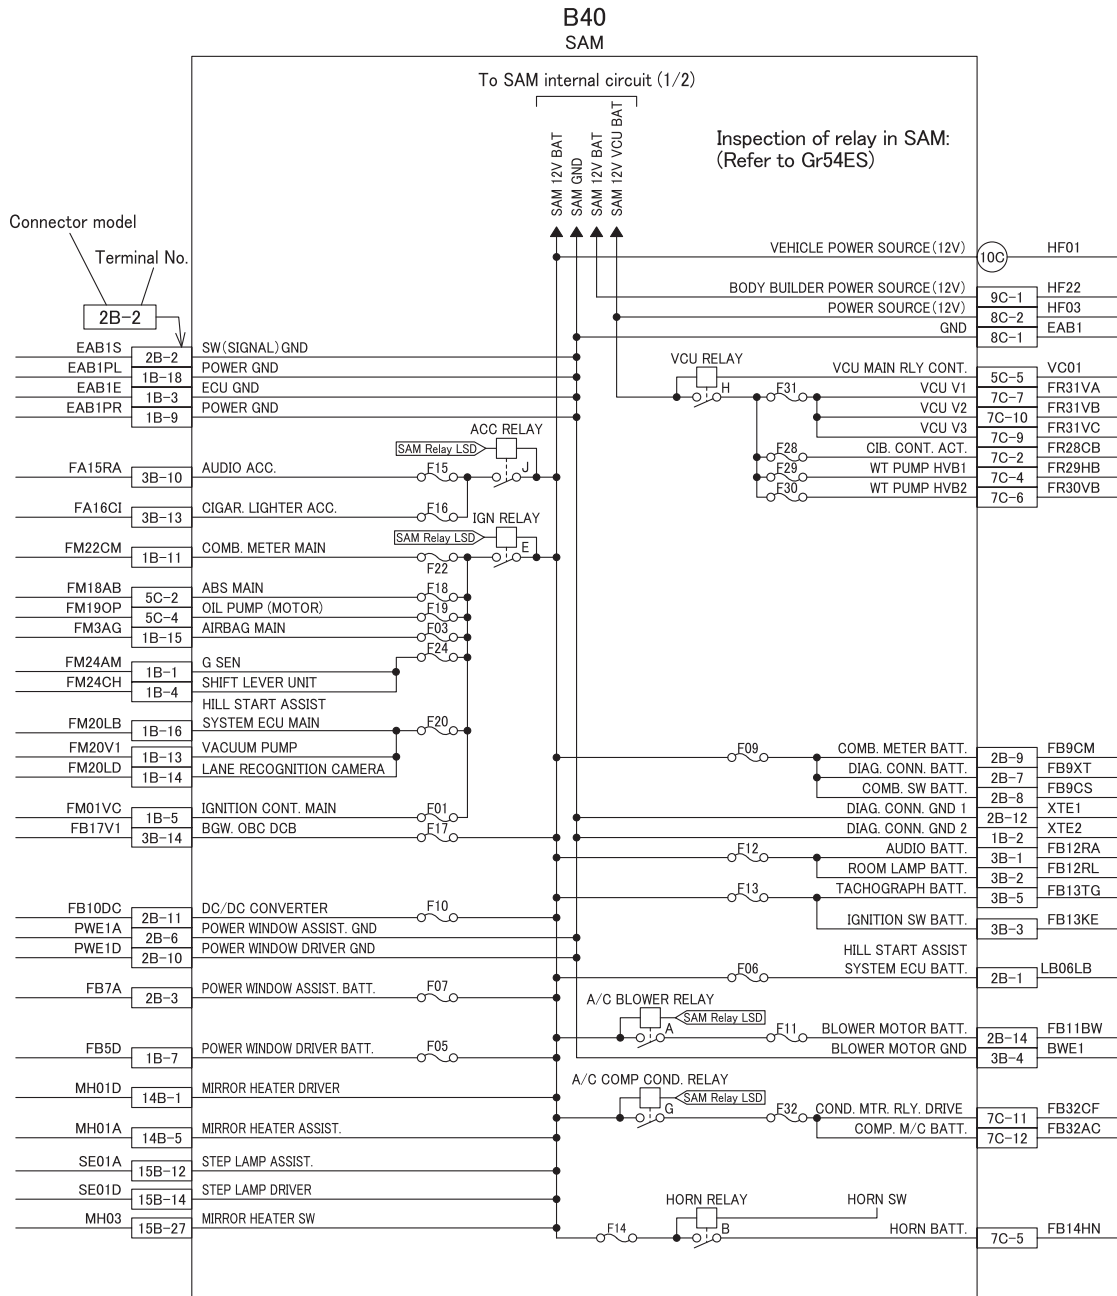 B40
SAM
To SAM internal circuit (1/2)
SAM 12V BAT
SAM GND
SAM 12V BAT
SAM 12V VCU BAT
Inspection of relay in SAM:
(Refer to Gr54ES)
Connector model
Terminal No.
2B-2
VEHICLE POWER SOURCE(12V) 10C HF01
BODY BUILDER POWER SOURCE(12V) 9C-1 HF22
POWER SOURCE(12V) 8C-2 HF03
GND 8C-1 EAB1
EAB1S 2B-2 SW(SIGNAL)GND
EAB1PL 1B-18 POWER GND
EAB1E 1B-3 ECU GND
EAB1PR 1B-9 POWER GND
VCU RELAY
H
VCU MAIN RLY CONT. 5C-5 VC01
F31 VCU V1 7C-7 FR31VA
VCU V2 7C-10 FR31VB
VCU V3 7C-9 FR31VC
F28 CIB. CONT. ACT. 7C-2 FR28CB
F29 WT PUMP HVB1 7C-4 FR29HB
F30 WT PUMP HVB2 7C-6 FR30VB
ACC RELAY
SAM Relay LSD
FA15RA 3B-10 AUDIO ACC. F15 J
FA16CI 3B-13 CIGAR. LIGHTER ACC. F16
IGN RELAY
SAM Relay LSD
FM22CM 1B-11 COMB. METER MAIN F22 E
FM18AB 5C-2 ABS MAIN F18
FM19OP 5C-4 OIL PUMP (MOTOR) F19
FM3AG 1B-15 AIRBAG MAIN F03
F24
FM24AM 1B-1 G SEN
FM24CH 1B-4 SHIFT LEVER UNIT
HILL START ASSIST
FM20LB 1B-16 SYSTEM ECU MAIN F20
FM20V1 1B-13 VACUUM PUMP
FM20LD 1B-14 LANE RECOGNITION CAMERA
FM01VC 1B-5 IGNITION CONT. MAIN F01
FB17V1 3B-14 BGW. OBC DCB F17
F09 COMB. METER BATT. 2B-9 FB9CM
DIAG. CONN. BATT. 2B-7 FB9XT
COMB. SW BATT. 2B-8 FB9CS
DIAG. CONN. GND 1 2B-12 XTE1
DIAG. CONN. GND 2 1B-2 XTE2
F12 AUDIO BATT. 3B-1 FB12RA
ROOM LAMP BATT. 3B-2 FB12RL
F13 TACHOGRAPH BATT. 3B-5 FB13TG
IGNITION SW BATT. 3B-3 FB13KE
FB10DC 2B-11 DC/DC CONVERTER F10
PWE1A 2B-6 POWER WINDOW ASSIST. GND
PWE1D 2B-10 POWER WINDOW DRIVER GND
HILL START ASSIST
F06 SYSTEM ECU BATT. 2B-1 LB06LB
FB7A 2B-3 POWER WINDOW ASSIST. BATT. F07
A/C BLOWER RELAY
SAM Relay LSD
A F11 BLOWER MOTOR BATT. 2B-14 FB11BW
BLOWER MOTOR GND 3B-4 BWE1
FB5D 1B-7 POWER WINDOW DRIVER BATT. F05
A/C COMP COND. RELAY
SAM Relay LSD
G F32 COND. MTR. RLY. DRIVE 7C-11 FB32CF
COMP. M/C BATT. 7C-12 FB32AC
MH01D 14B-1 MIRROR HEATER DRIVER
MH01A 14B-5 MIRROR HEATER ASSIST.
SE01A 15B-12 STEP LAMP ASSIST.
SE01D 15B-14 STEP LAMP DRIVER
MH03 15B-27 MIRROR HEATER SW
HORN RELAY HORN SW
F14 B HORN BATT. 7C-5 FB14HN